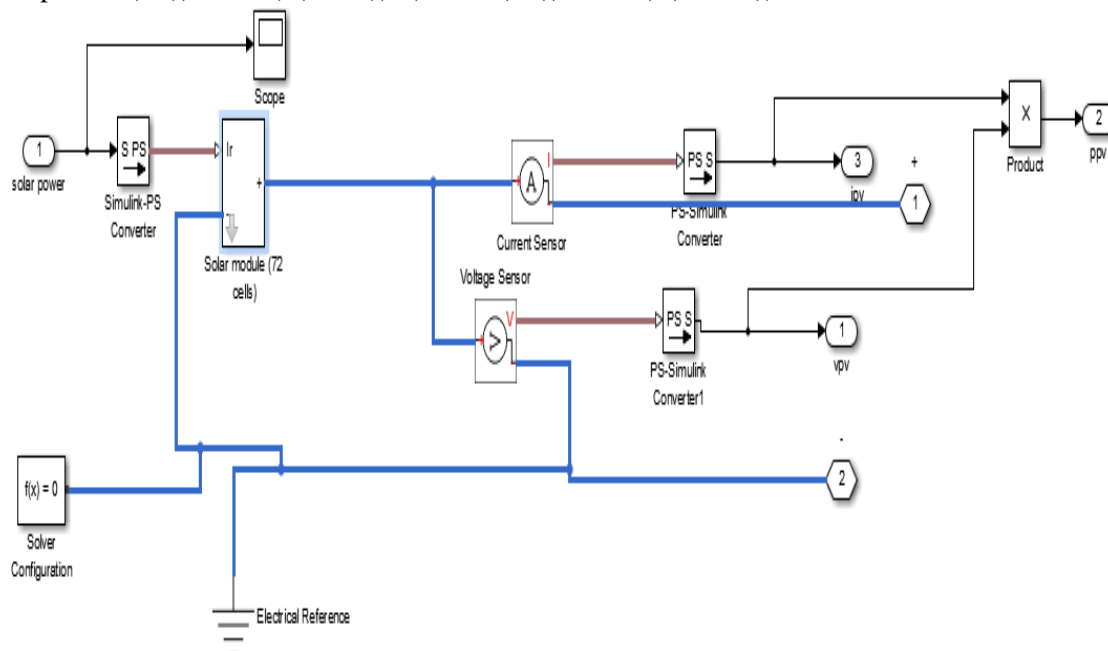 Scope
1
solar power
S PS
Simulink-PS
Converter
Ir
+
-
Solar module (72
cells)
I
A
Current Sensor
PS S
PS-Simulink
Converter
3
ipv
+
1
X
Product
2
ppv
Voltage Sensor
V
V
PS S
PS-Simulink
Converter1
1
vpv
-
2
f(x) = 0
Solver
Configuration
Electrical Reference